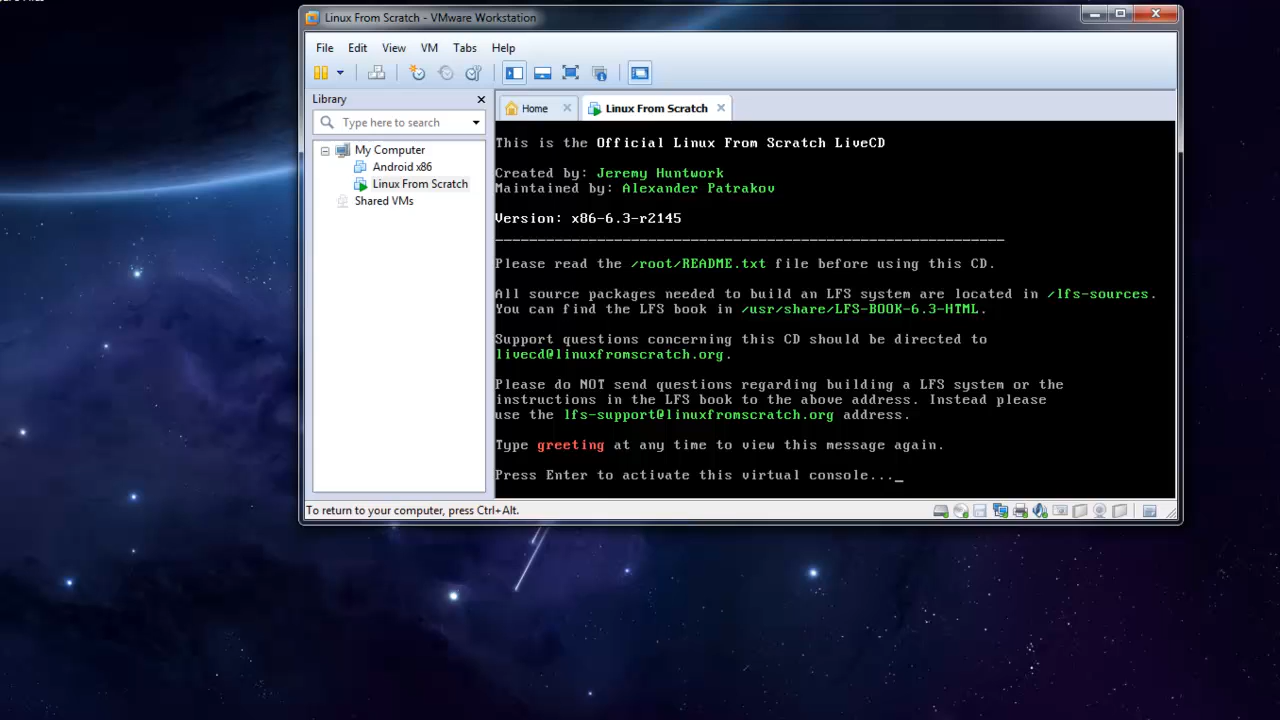 Linux From Scratch - VMware Workstation
File Edit View VM Tabs Help
Library
Home
Linux From Scratch
Type here to search
My Computer
Android x86
Linux From Scratch
Shared VMs
This is the Official Linux From Scratch LiveCD
Created by: Jeremy Huntwork
Maintained by: Alexander Patrakov
Version: x86-6.3-r2145
Please read the /root/README.txt file before using this CD.
All source packages needed to build an LFS system are located in /lfs-sources.
You can find the LFS book in /usr/share/LFS-BOOK-6.3-HTML.
Support questions concerning this CD should be directed to
livecd@linuxfromscratch.org.
Please do NOT send questions regarding building a LFS system or the
instructions in the LFS book to the above address. Instead please
use the lfs-support@linuxfromscratch.org address.
Type greeting at any time to view this message again.
Press Enter to activate this virtual console..._
To return to your computer, press Ctrl+Alt.